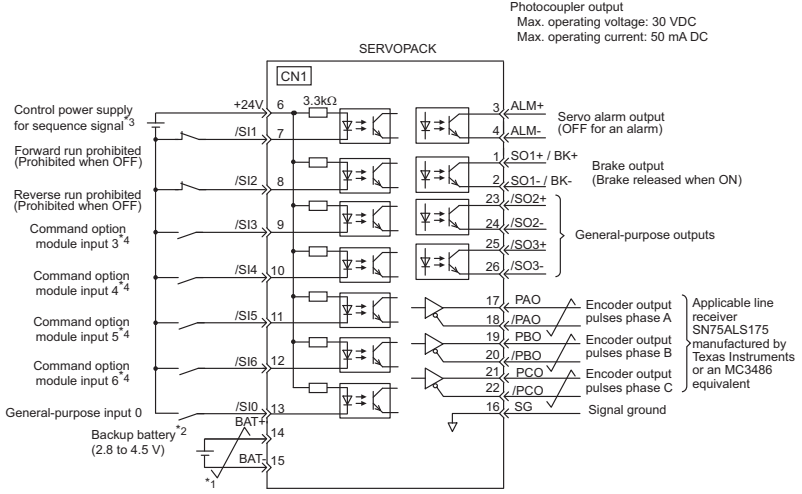 Photocoupler output
Max. operating voltage: 30 VDC
Max. operating current: 50 mA DC
SERVOPACK
CN1
Control power supply
for sequence signal*3
+24V 6 3.3kΩ
/SI1 7
Forward run prohibited
(Prohibited when OFF)
/SI2 8
Reverse run prohibited
(Prohibited when OFF)
/SI3 9
Command option
module input 3*4
/SI4 10
Command option
module input 4*4
/SI5 11
Command option
module input 5*4
/SI6 12
Command option
module input 6*4
General-purpose input 0
/SI0 13
BAT+ 14
Backup battery*2
(2.8 to 4.5 V)
BAT- 15
*1
3 ALM+
4 ALM-
Servo alarm output
(OFF for an alarm)
1 SO1+ / BK+
2 SO1- / BK-
Brake output
(Brake released when ON)
23 /SO2+
24 /SO2-
25 /SO3+
26 /SO3-
General-purpose outputs
17 PAO
18 /PAO
Encoder output
pulses phase A
19 PBO
20 /PBO
Encoder output
pulses phase B
21 PCO
22 /PCO
Encoder output
pulses phase C
Applicable line
receiver
SN75ALS175
manufactured by
Texas Instruments
or an MC3486
equivalent
16 SG
Signal ground